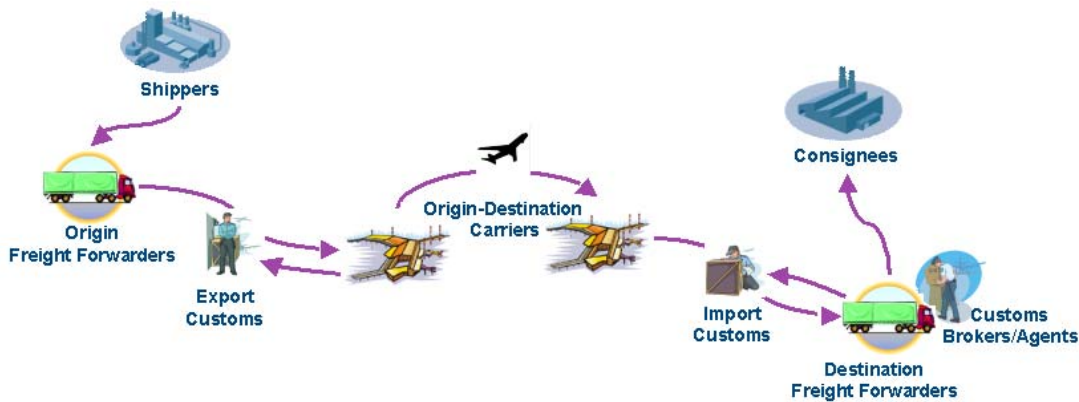 Shippers
Origin
Freight Forwarders
Export
Customs
Origin-Destination
Carriers
Import
Customs
Consignees
Customs
Brokers/Agents
Destination
Freight Forwarders